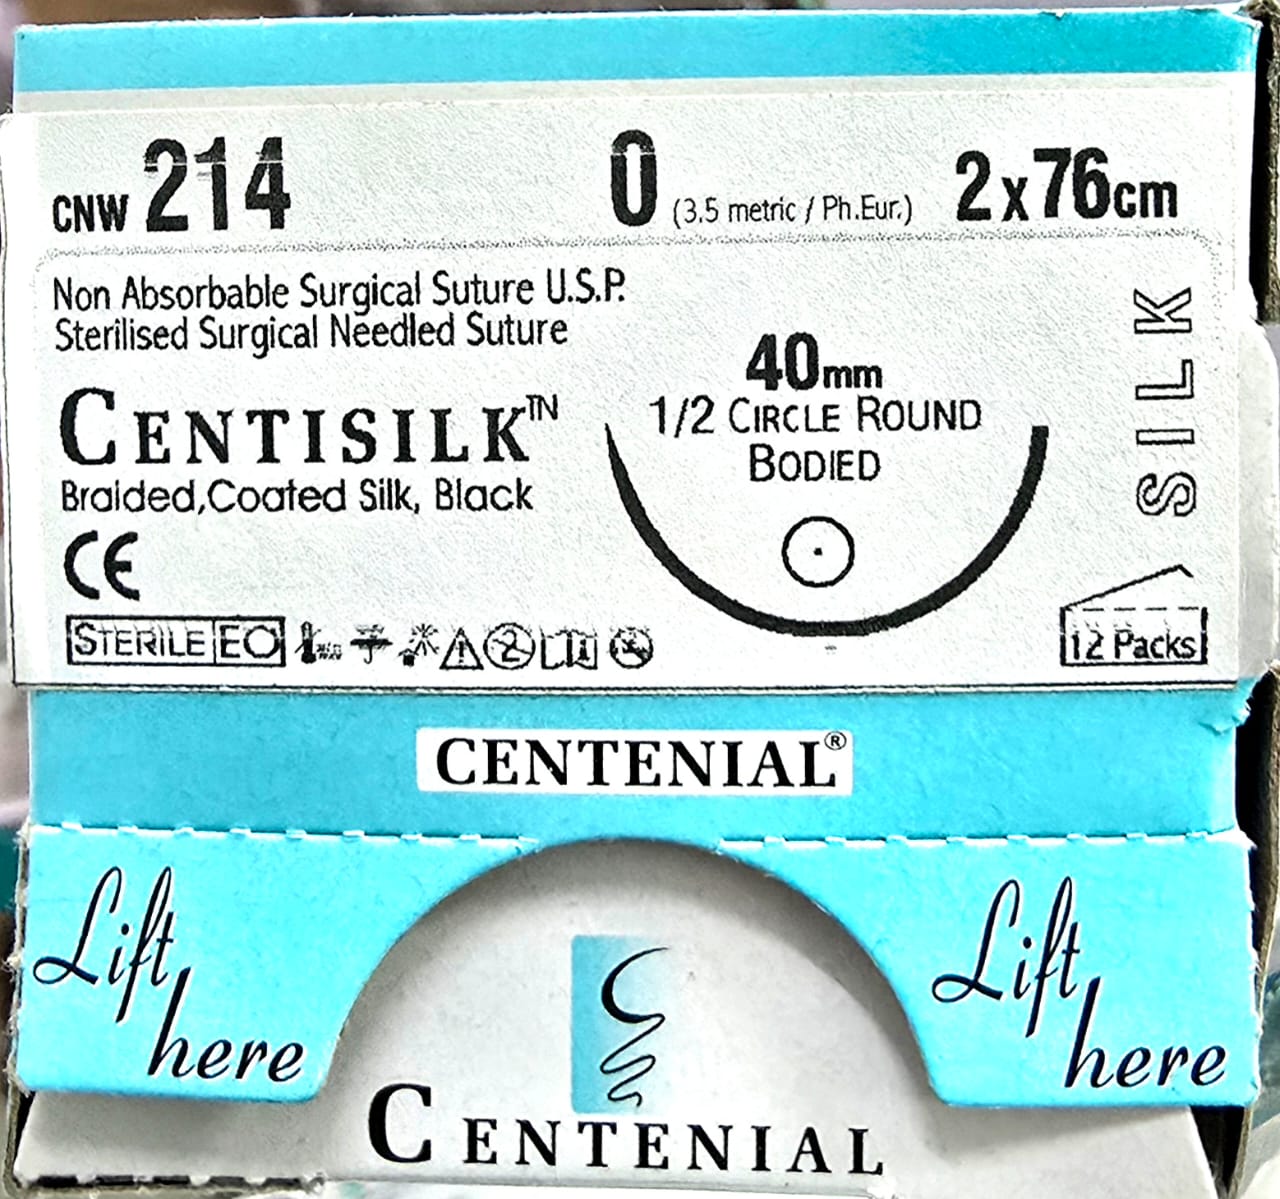 CNW 214 0 (3.5 metric / Ph.Eur.) 2x76cm
Non Absorbable Surgical Suture U.S.P.
Sterilised Surgical Needled Suture
CENTISILK™
Braided,Coated Silk, Black
CE
STERILE EO
40mm
1/2 CIRCLE ROUND
BODIED
SILK
12 Packs
CENTENIAL®
Lift
here
Lift
here
CENTENIAL